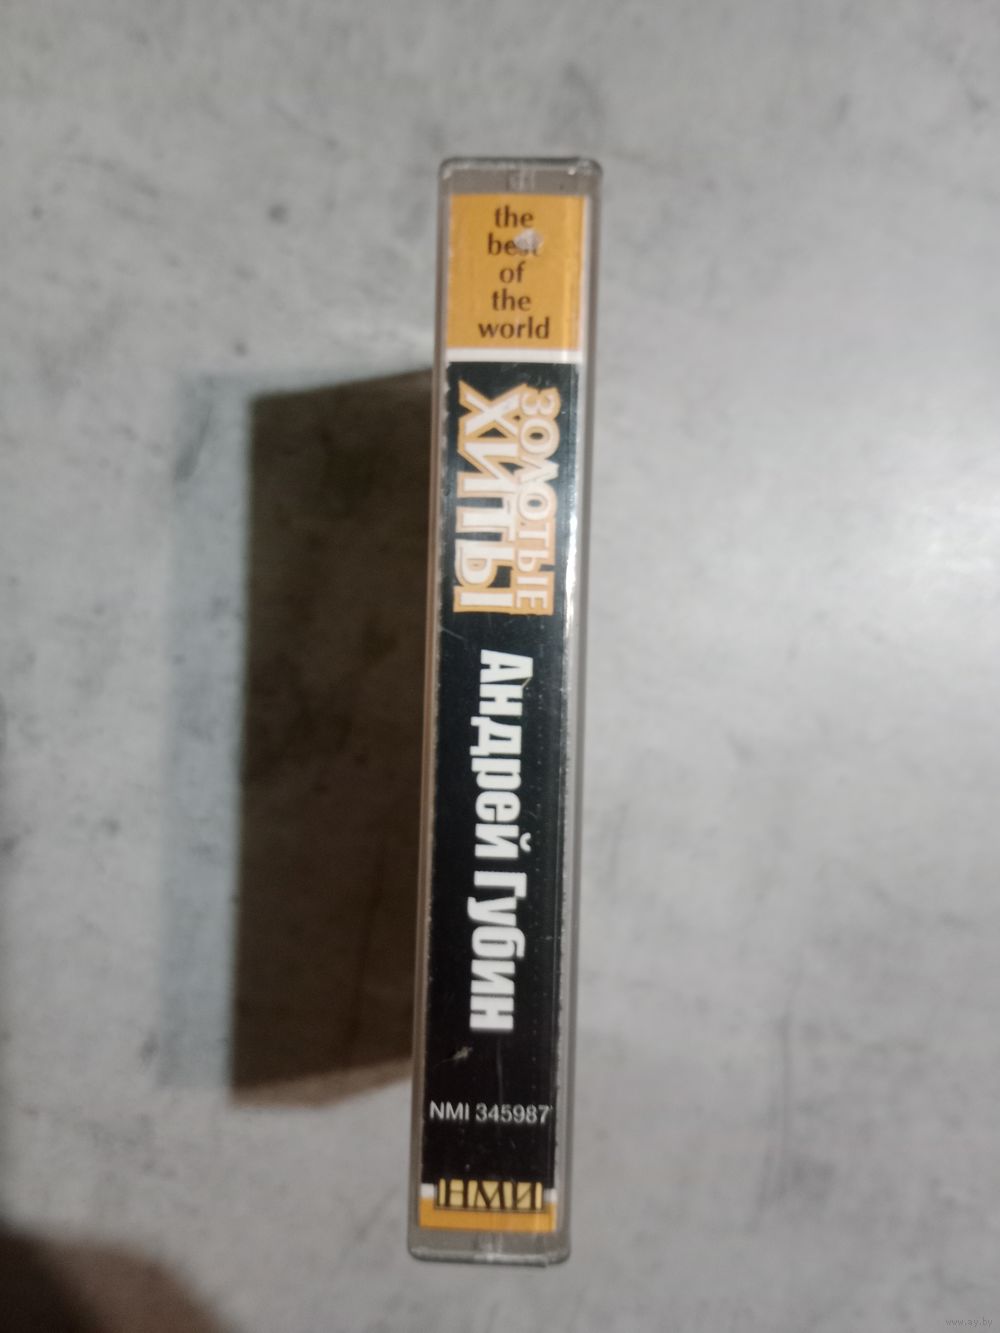 the
best
of
the
world
ЗОЛОТЫЕ
ХИТЫ
Андрей Губин
NMI 345987
НМИ
www.ay.by